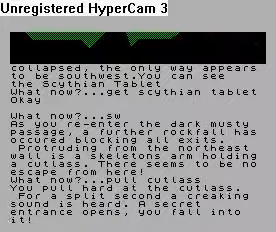 Unregistered HyperCam 3
collapsed, the only way appears
to be southwest.You can see
the Scythian Tablet
What now?...get scythian tablet
Okay
What now?...sw
As you re-enter the dark musty
passage, a further rockfall has
occured blocking all exits.
Protruding from the northeast
wall is a skeletons arm holding
a cutlass. There seems to be no
escape from here!
What now?...pull cutlass
You pull hard at the cutlass.
For a split second a creaking
sound is heard. A secret
entrance opens, you fall into
it!